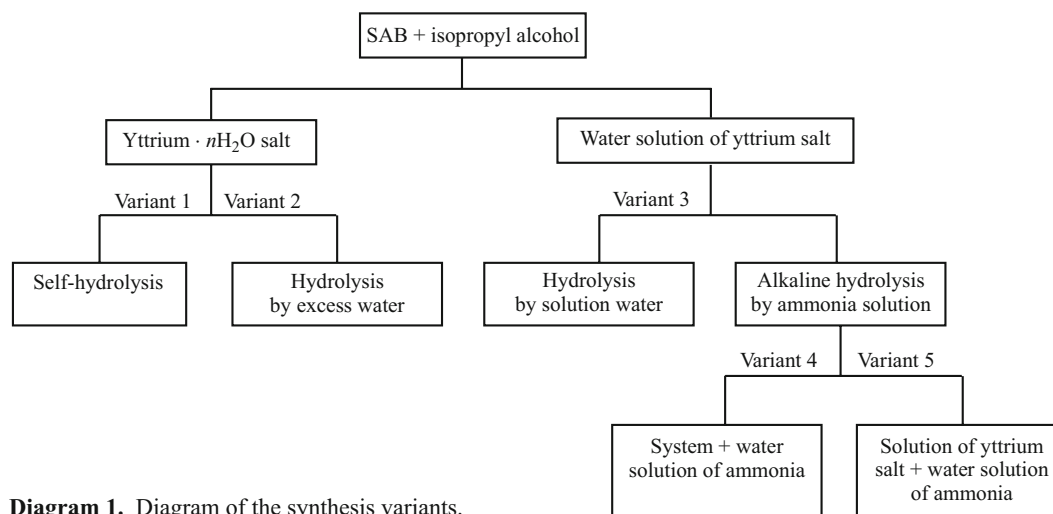 SAB + isopropyl alcohol
Yttrium · nH₂O salt
Water solution of yttrium salt
Variant 1
Variant 2
Variant 3
Self-hydrolysis
Hydrolysis
by excess water
Hydrolysis
by solution water
Alkaline hydrolysis
by ammonia solution
Variant 4
Variant 5
System + water
solution of ammonia
Solution of yttrium
salt + water solution
of ammonia
Diagram 1. Diagram of the synthesis variants.